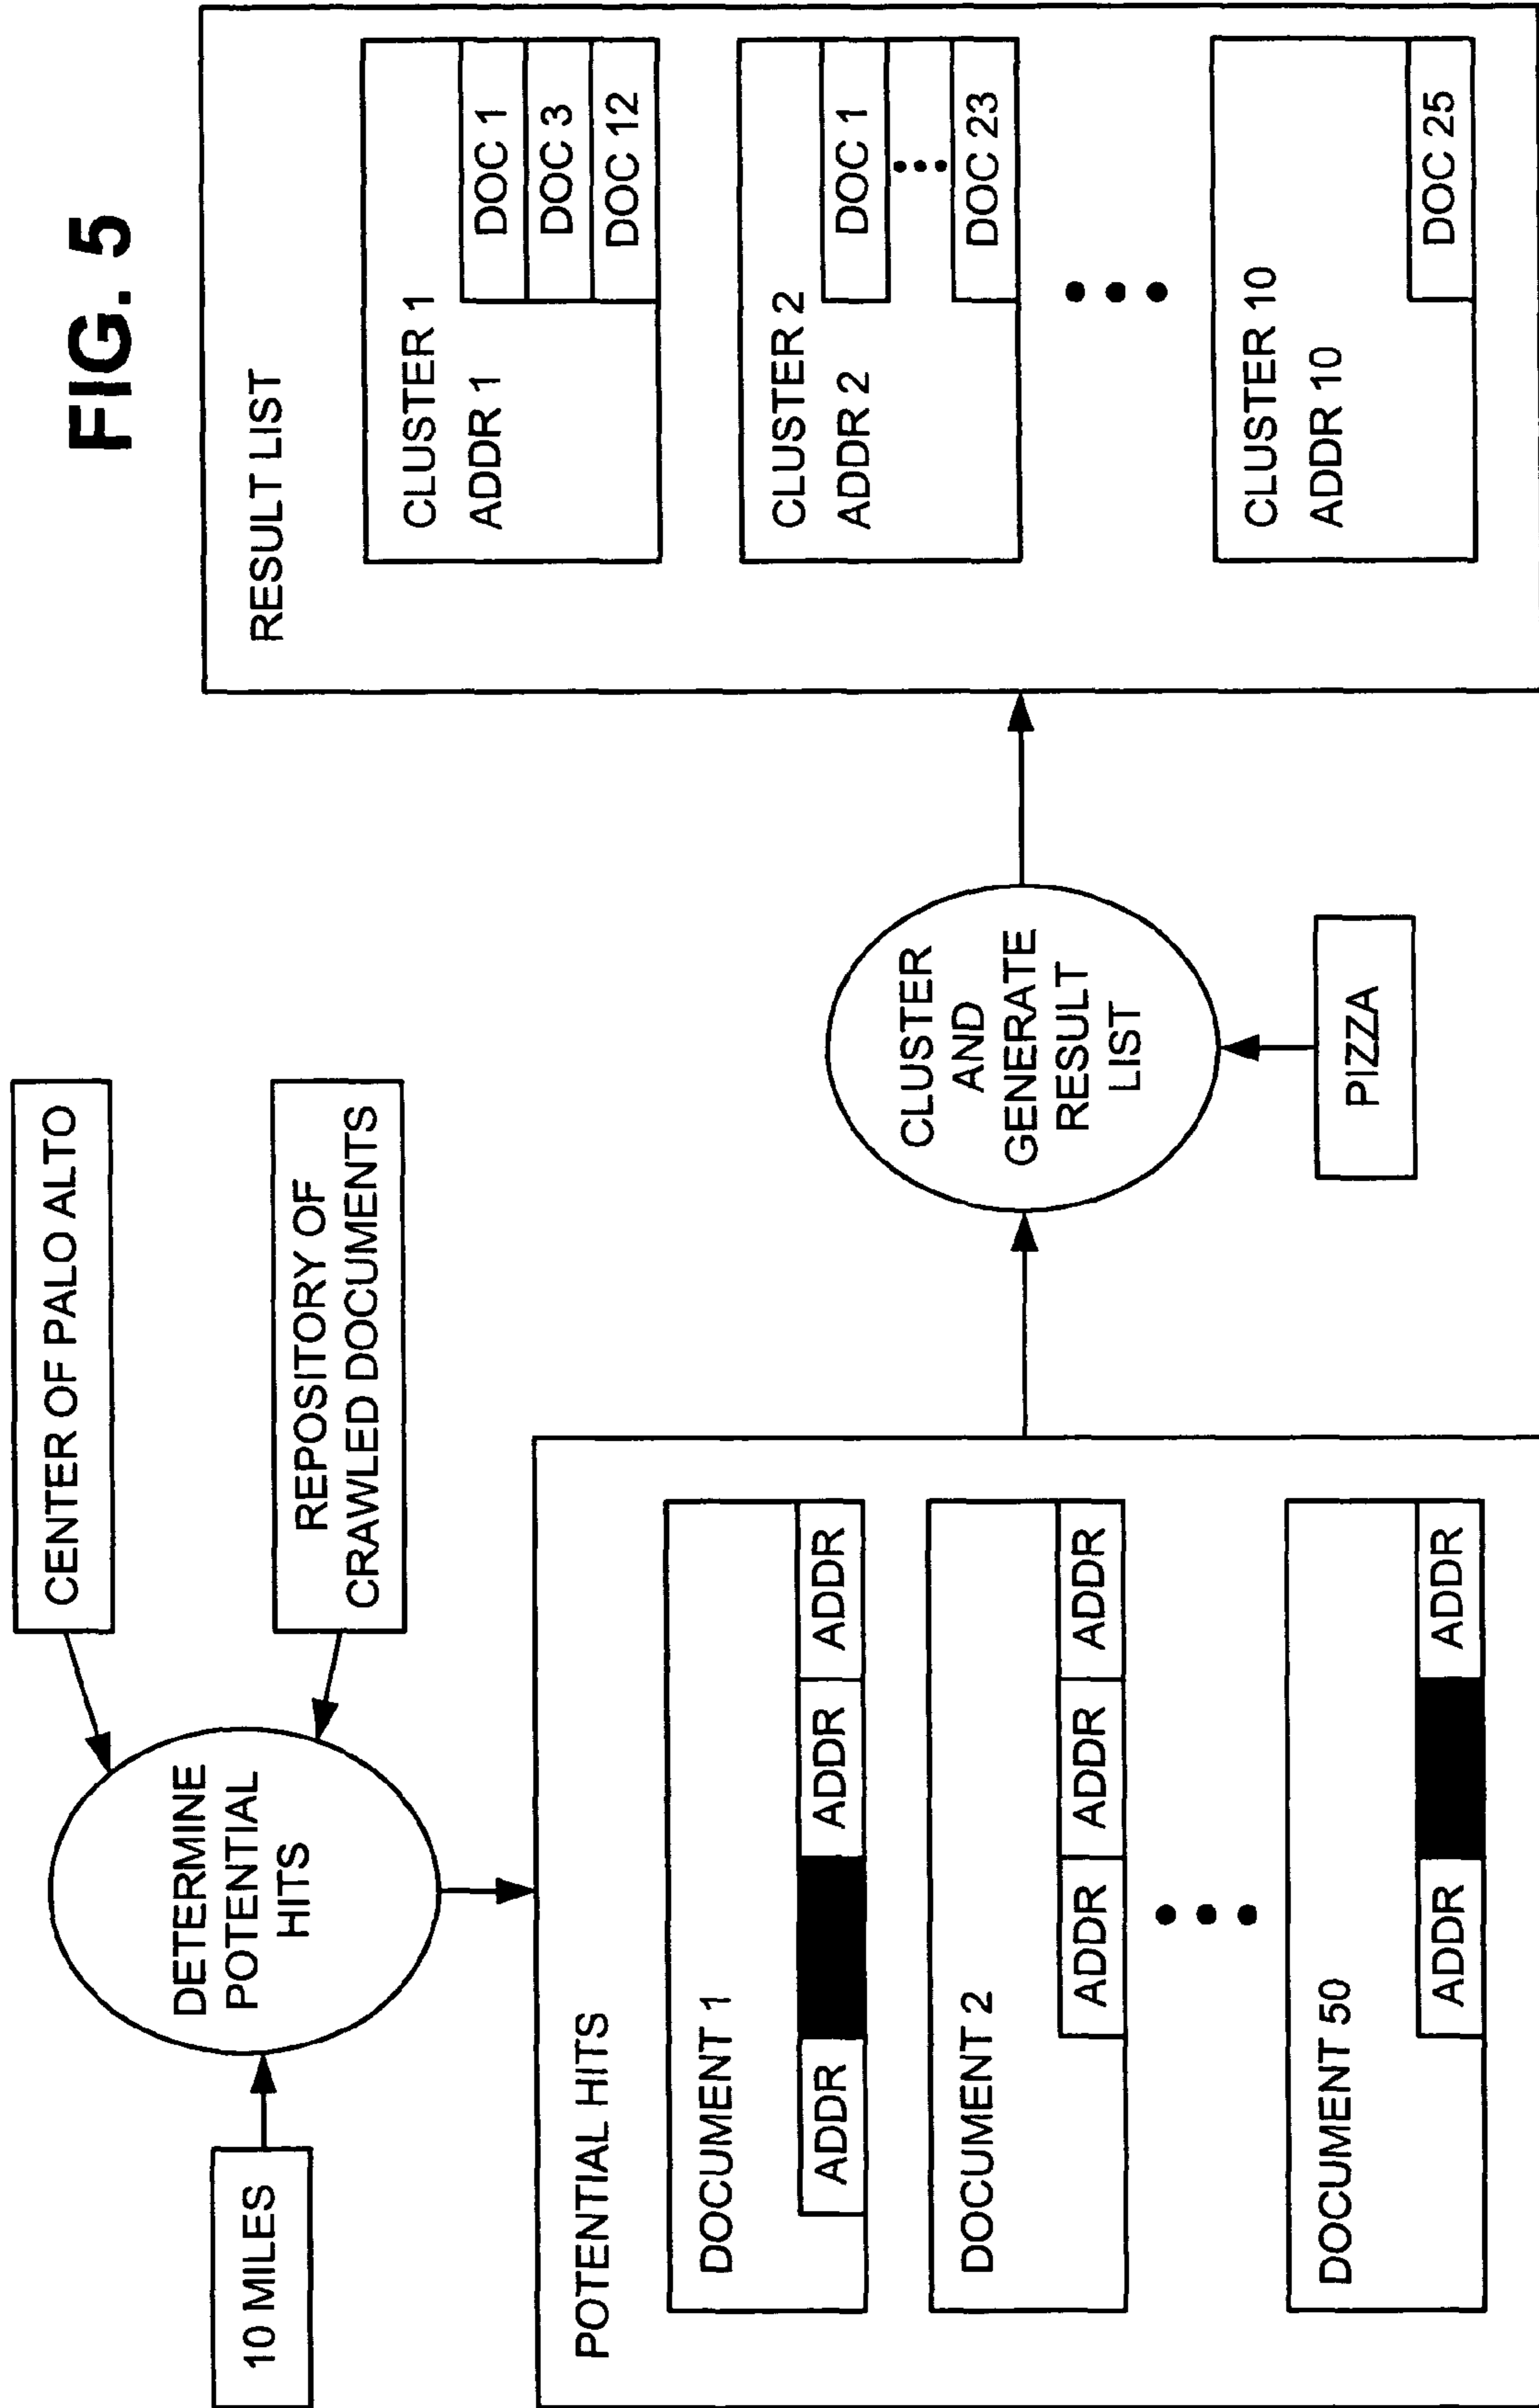 FIG. 5
10 MILES
DETERMINE
POTENTIAL
HITS
CENTER OF PALO ALTO
REPOSITORY OF
CRAWLED DOCUMENTS
POTENTIAL HITS
DOCUMENT 1
ADDR
ADDR
ADDR
DOCUMENT 2
ADDR
ADDR
ADDR
DOCUMENT 50
ADDR
ADDR
CLUSTER
AND
GENERATE
RESULT
LIST
PIZZA
RESULT LIST
CLUSTER 1
ADDR 1
DOC 1
DOC 3
DOC 12
CLUSTER 2
ADDR 2
DOC 1
DOC 23
CLUSTER 10
ADDR 10
DOC 25